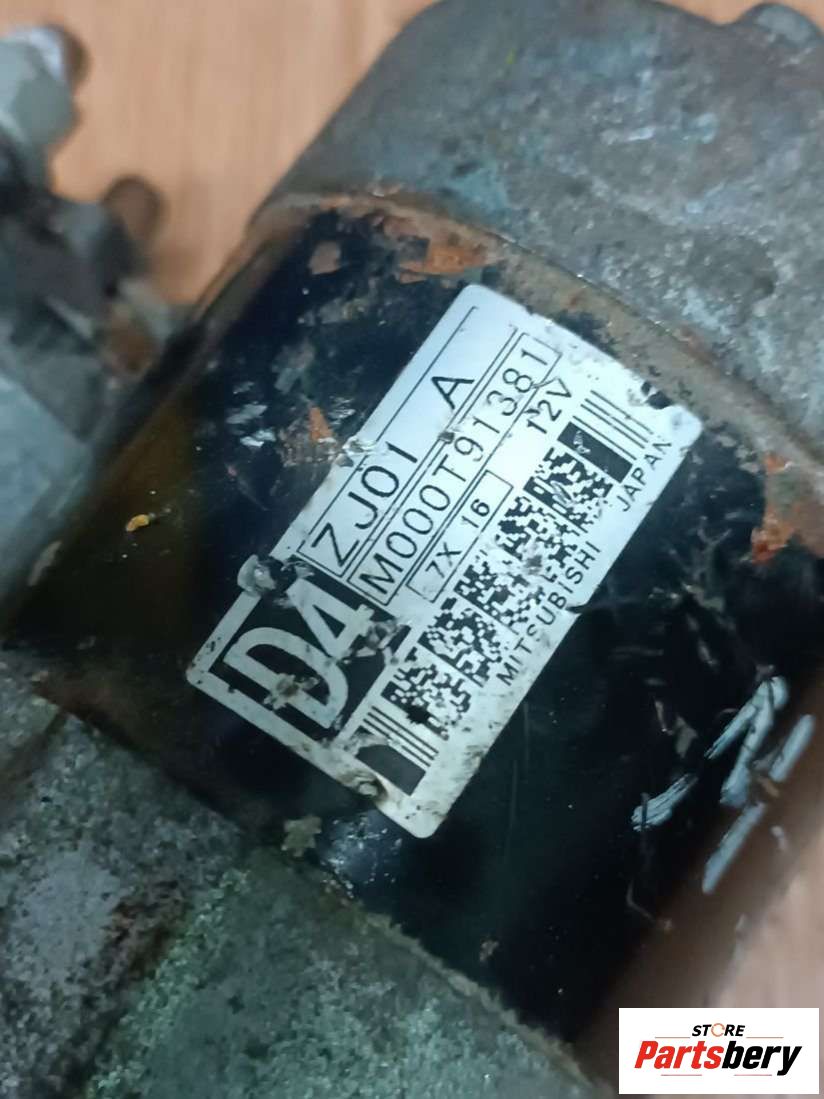 ZJ01 A
M000T91381
D4
7X 16
12V
MITSUBISHI JAPAN
STORE
Partsbery